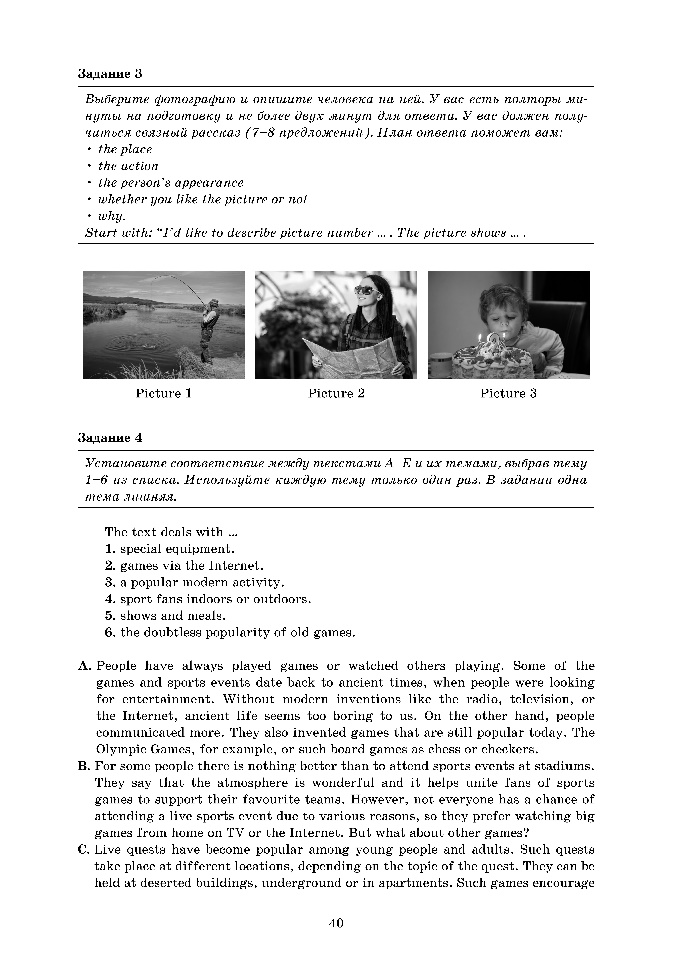 Задание 3
Выберите фотографию и опишите человека на ней. У вас есть полторы ми-
нуты на подготовку и не более двух минут для ответа. У вас должен полу-
читься связный рассказ (7–8 предложений). План ответа поможет вам:
• the place
• the action
• the person's appearance
• whether you like the picture or not
• why.
Start with: “I'd like to describe picture number ... . The picture shows ... .
Picture 1 Picture 2 Picture 3
Задание 4
Установите соответствие между текстами A E и их темами, выбрав тему
1–6 из списка. Используйте каждую тему только один раз. В задании одна
тема лишняя.
The text deals with ...
1. special equipment.
2. games via the Internet.
3. a popular modern activity.
4. sport fans indoors or outdoors.
5. shows and meals.
6. the doubtless popularity of old games.
A. People have always played games or watched others playing. Some of the
games and sports events date back to ancient times, when people were looking
for entertainment. Without modern inventions like the radio, television, or
the Internet, ancient life seems too boring to us. On the other hand, people
communicated more. They also invented games that are still popular today. The
Olympic Games, for example, or such board games as chess or checkers.
B. For some people there is nothing better than to attend sports events at stadiums.
They say that the atmosphere is wonderful and it helps unite fans of sports
games to support their favourite teams. However, not everyone has a chance of
attending a live sports event due to various reasons, so they prefer watching big
games from home on TV or the Internet. But what about other games?
C. Live quests have become popular among young people and adults. Such quests
take place at different locations, depending on the topic of the quest. They can be
held at deserted buildings, underground or in apartments. Such games encourage
40